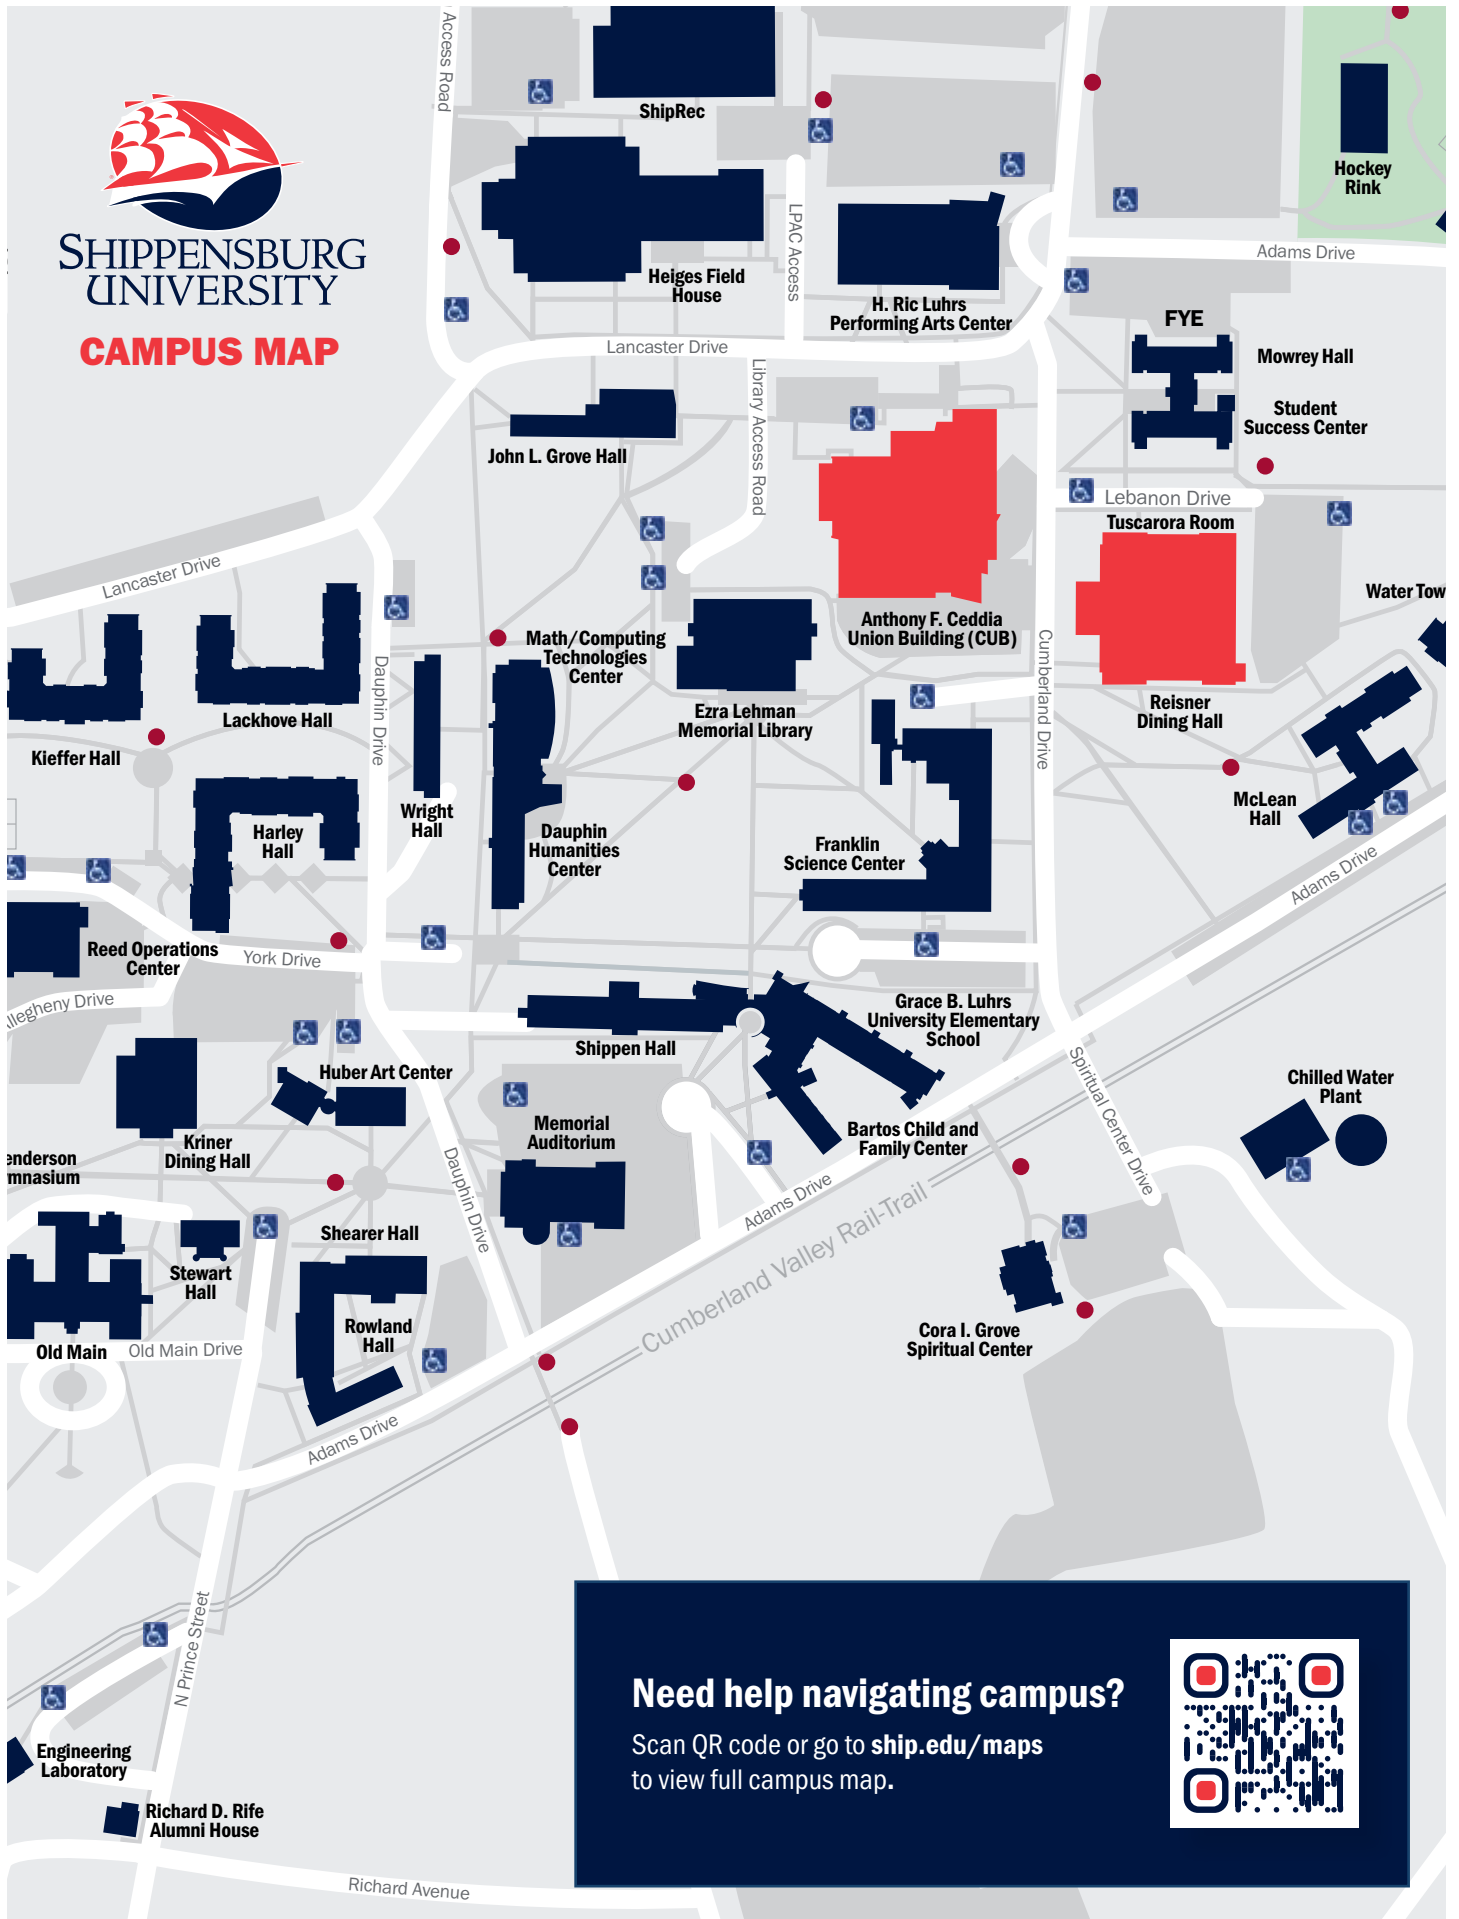 Access Road
ShipRec
Hockey
Rink
SHIPPENSBURG
UNIVERSITY
CAMPUS MAP
LPAC Access
Adams Drive
Heiges Field
House
H. Ric Luhrs
Performing Arts Center
FYE
Lancaster Drive
Mowrey Hall
Library Access Road
Student
Success Center
John L. Grove Hall
Lebanon Drive
Tuscarora Room
Lancaster Drive
Water Tow
Anthony F. Ceddia
Union Building (CUB)
Math/Computing
Technologies
Center
Dauphin Drive
Cumberland Drive
Lackhove Hall
Ezra Lehman
Memorial Library
Reisner
Dining Hall
Kieffer Hall
Wright
Hall
McLean
Hall
Harley
Hall
Dauphin
Humanities
Center
Franklin
Science Center
Adams Drive
Reed Operations
Center
York Drive
llegheny Drive
Grace B. Luhrs
University Elementary
School
Shippen Hall
Spiritual Center Drive
Huber Art Center
Chilled Water
Plant
Memorial
Auditorium
Bartos Child and
Family Center
Kriner
Dining Hall
enderson
mnasium
Dauphin Drive
Adams Drive
Cumberland Valley Rail-Trail
Shearer Hall
Stewart
Hall
Rowland
Hall
Cora I. Grove
Spiritual Center
Old Main
Old Main Drive
Adams Drive
N Prince Street
Need help navigating campus?
Scan QR code or go to ship.edu/maps
to view full campus map.
Engineering
Laboratory
Richard D. Rife
Alumni House
Richard Avenue